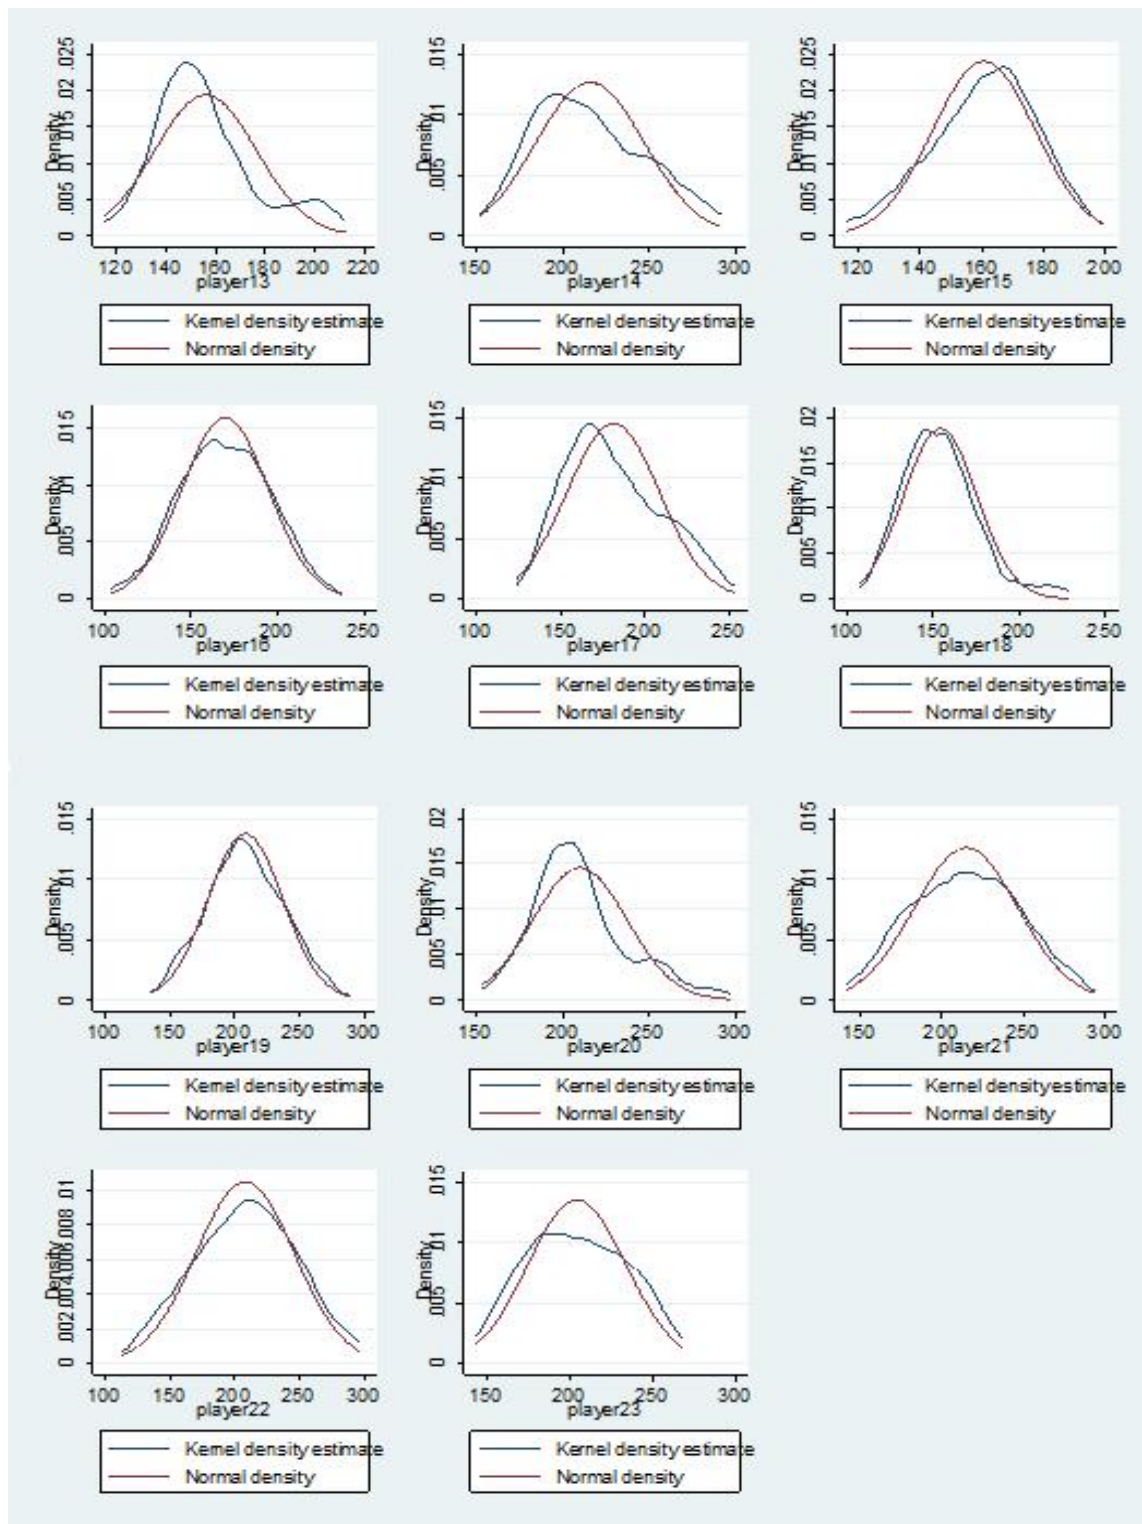 Density
0 .005 .01 .015 .02 .025
120 140 160 180 200 220
player13
Kernel density estimate
Normal density
Density
0 .005 .01 .015
150 200 250 300
player14
Kernel density estimate
Normal density
Density
0 .005 .01 .015 .02 .025
120 140 160 180 200
player15
Kernel density estimate
Normal density
Density
0 .005 .01 .015
100 150 200 250
player16
Kernel density estimate
Normal density
Density
0 .005 .01 .015
150 200 250
player17
Kernel density estimate
Normal density
Density
0 .005 .01 .015 .02
100 150 200 250
player18
Kernel density estimate
Normal density
Density
0 .005 .01 .015
100 150 200 250 300
player19
Kernel density estimate
Normal density
Density
0 .005 .01 .015 .02
150 200 250 300
player20
Kernel density estimate
Normal density
Density
0 .005 .01 .015
150 200 250 300
player21
Kernel density estimate
Normal density
Density
0 .002 .004 .006 .008 .01
100 150 200 250 300
player22
Kernel density estimate
Normal density
Density
0 .005 .01 .015
150 200 250 300
player23
Kernel density estimate
Normal density